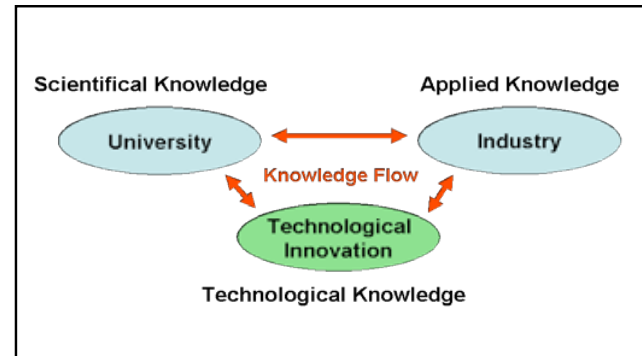 Scientifical Knowledge
Applied Knowledge
University
Industry
Knowledge Flow
Technological
Innovation
Technological Knowledge